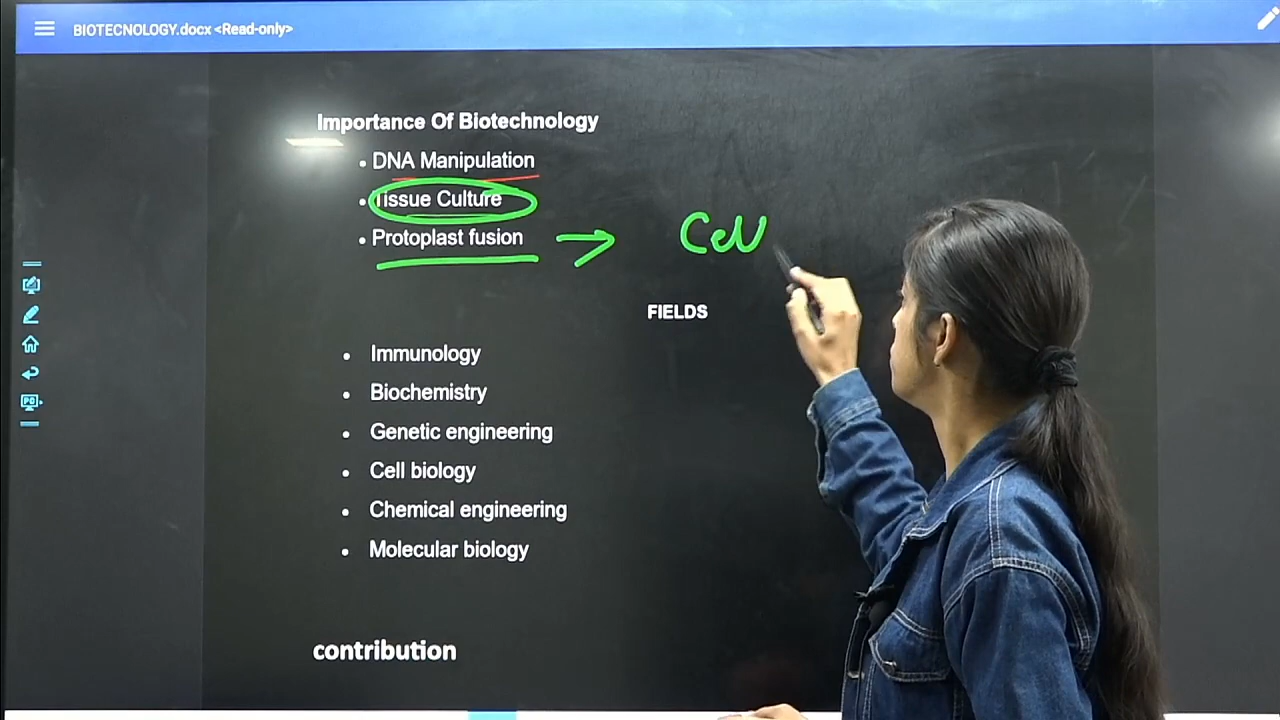 BIOTECNOLOGY.docx <Read-only>
Importance Of Biotechnology
• DNA Manipulation
• Tissue Culture
• Protoplast fusion → Cell
FIELDS
• Immunology
• Biochemistry
• Genetic engineering
• Cell biology
• Chemical engineering
• Molecular biology
contribution